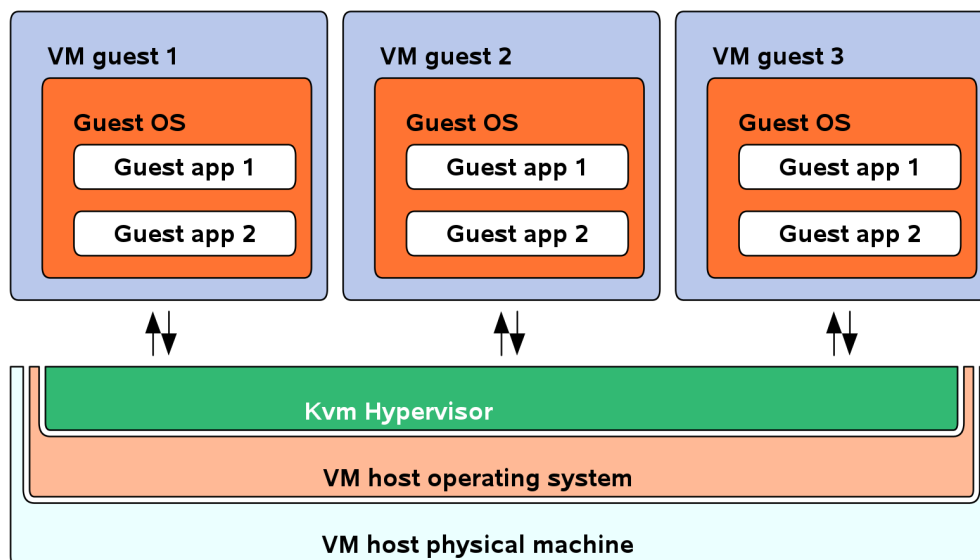 VM guest 1
Guest OS
Guest app 1
Guest app 2
VM guest 2
Guest OS
Guest app 1
Guest app 2
VM guest 3
Guest OS
Guest app 1
Guest app 2
Kvm Hypervisor
VM host operating system
VM host physical machine